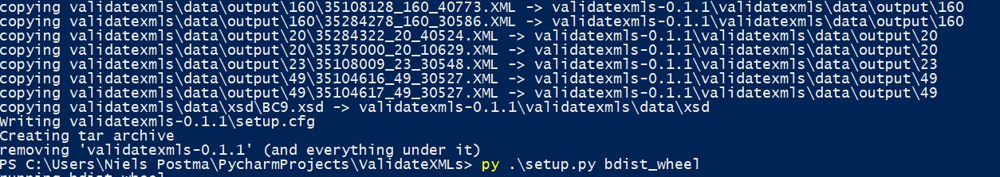 copying validatexmls\data\output\160\35108128_160_40773.XML -> validatexmls-0.1.1\validatexmls\data\output\160
copying validatexmls\data\output\160\35284278_160_30586.XML -> validatexmls-0.1.1\validatexmls\data\output\160
copying validatexmls\data\output\20\35284322_20_40524.XML -> validatexmls-0.1.1\validatexmls\data\output\20
copying validatexmls\data\output\20\35375000_20_10629.XML -> validatexmls-0.1.1\validatexmls\data\output\20
copying validatexmls\data\output\23\35108009_23_30548.XML -> validatexmls-0.1.1\validatexmls\data\output\23
copying validatexmls\data\output\49\35104616_49_30527.XML -> validatexmls-0.1.1\validatexmls\data\output\49
copying validatexmls\data\output\49\35104617_49_30527.XML -> validatexmls-0.1.1\validatexmls\data\output\49
copying validatexmls\data\xsd\BC9.xsd -> validatexmls-0.1.1\validatexmls\data\xsd
Writing validatexmls-0.1.1\setup.cfg
Creating tar archive
removing 'validatexmls-0.1.1' (and everything under it)
PS C:\Users\Niels Postma\PycharmProjects\ValidateXMLs> py .\setup.py bdist_wheel
running bdist_wheel